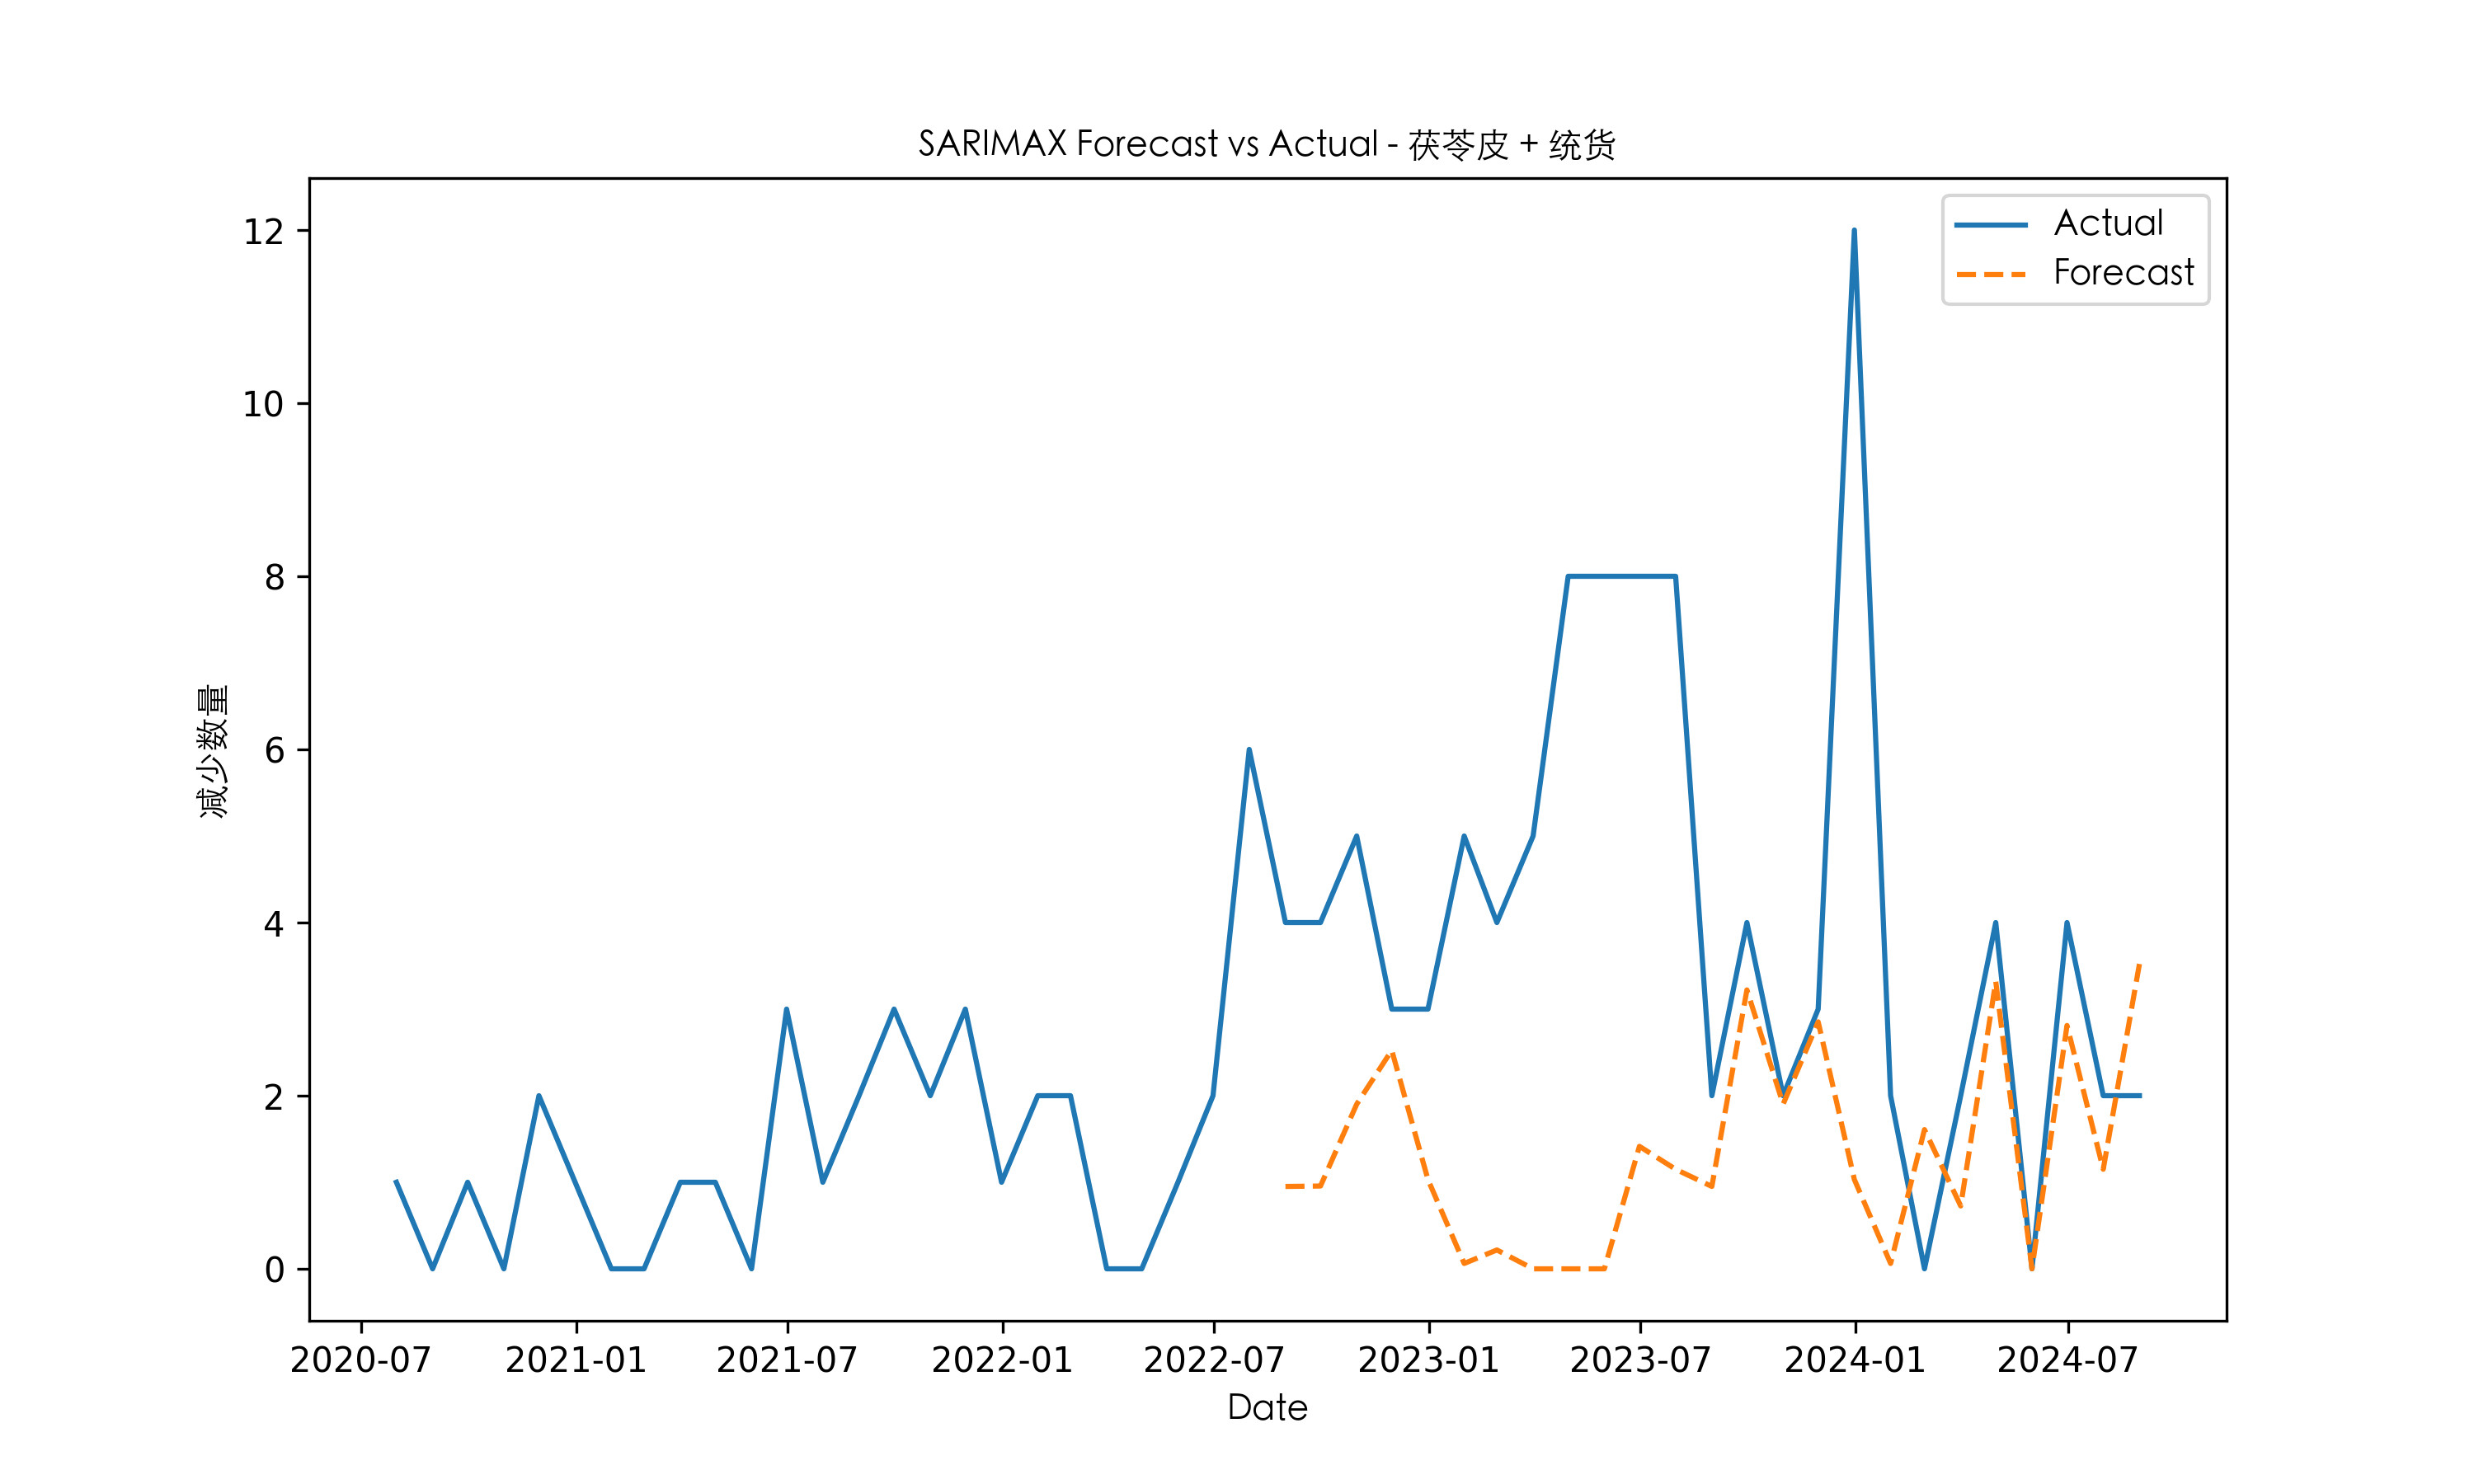 SARIMAX Forecast vs Actual - 茯苓皮 + 统货
Actual
Forecast
12
10
8
6
4
2
0
减少数量
2020-07 2021-01 2021-07 2022-01 2022-07 2023-01 2023-07 2024-01 2024-07
Date